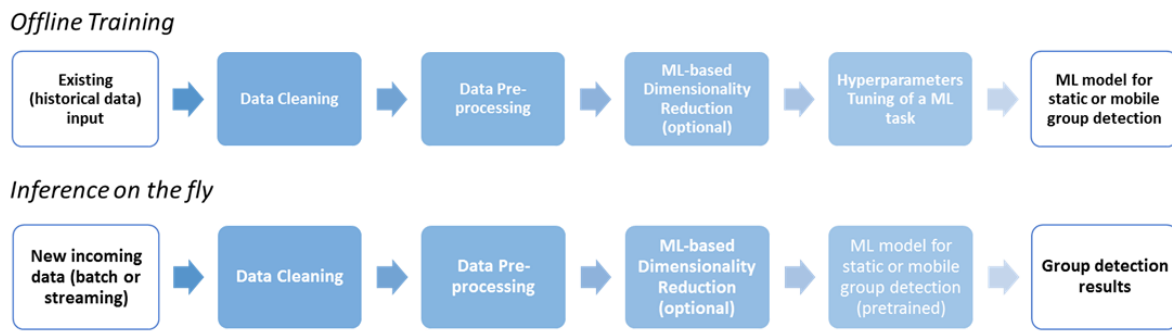 Offline Training
Existing
(historical data)
input
Data Cleaning
Data Pre-
processing
ML-based
Dimensionality
Reduction
(optional)
Hyperparameters
Tuning of a ML
task
ML model for
static or mobile
group detection
Inference on the fly
New incoming
data (batch or
streaming)
Data Cleaning
Data Pre-
processing
ML-based
Dimensionality
Reduction
(optional)
ML model for
static or mobile
group detection
(pretrained)
Group detection
results